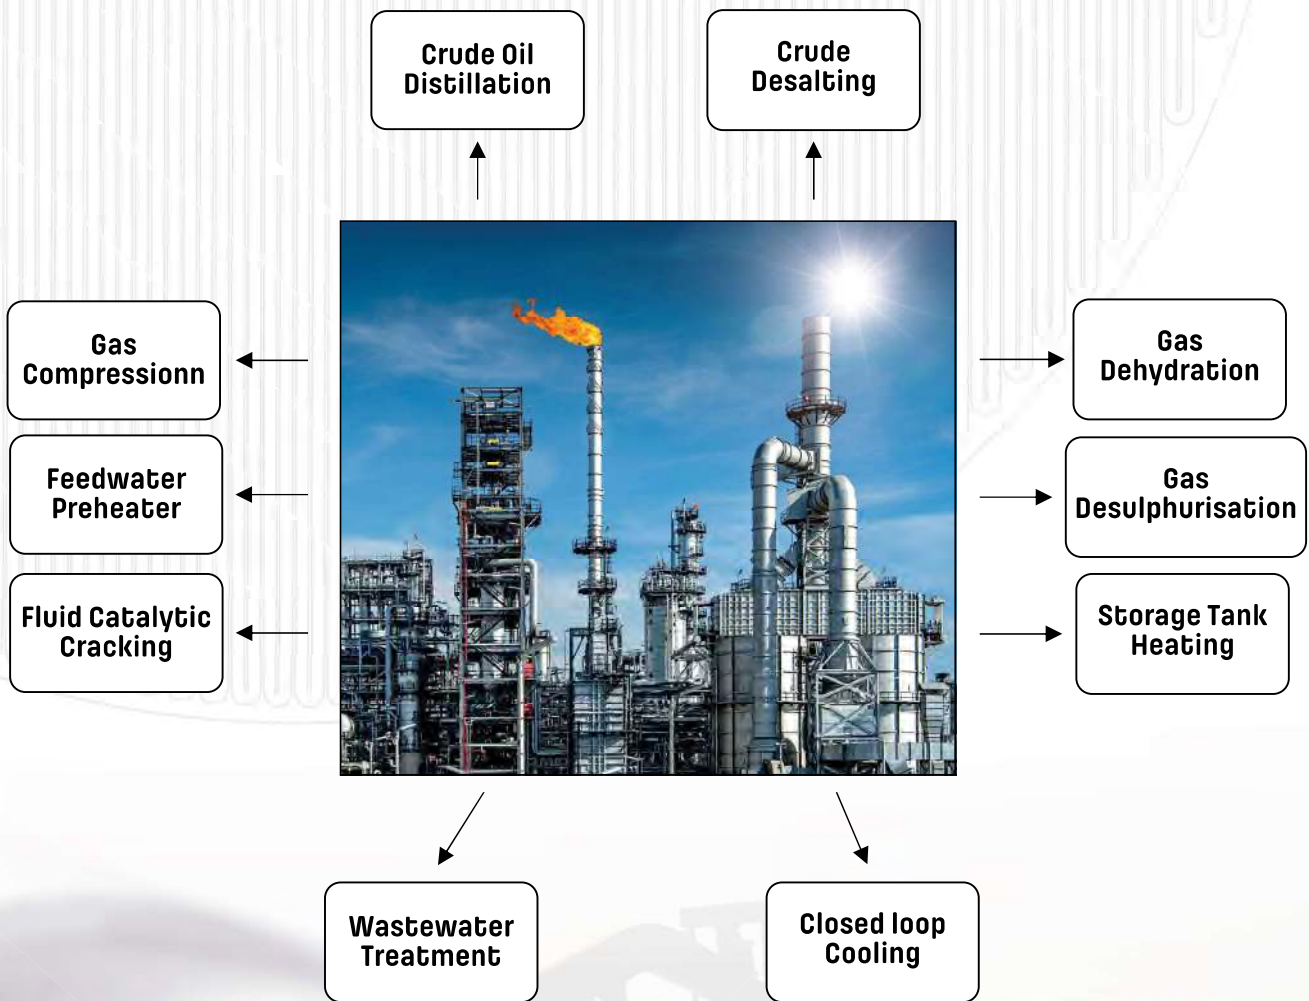 Crude Oil
Distillation
Crude
Desalting
Gas
Compressionn
Gas
Dehydration
Feedwater
Preheater
Gas
Desulphurisation
Fluid Catalytic
Cracking
Storage Tank
Heating
Wastewater
Treatment
Closed loop
Cooling